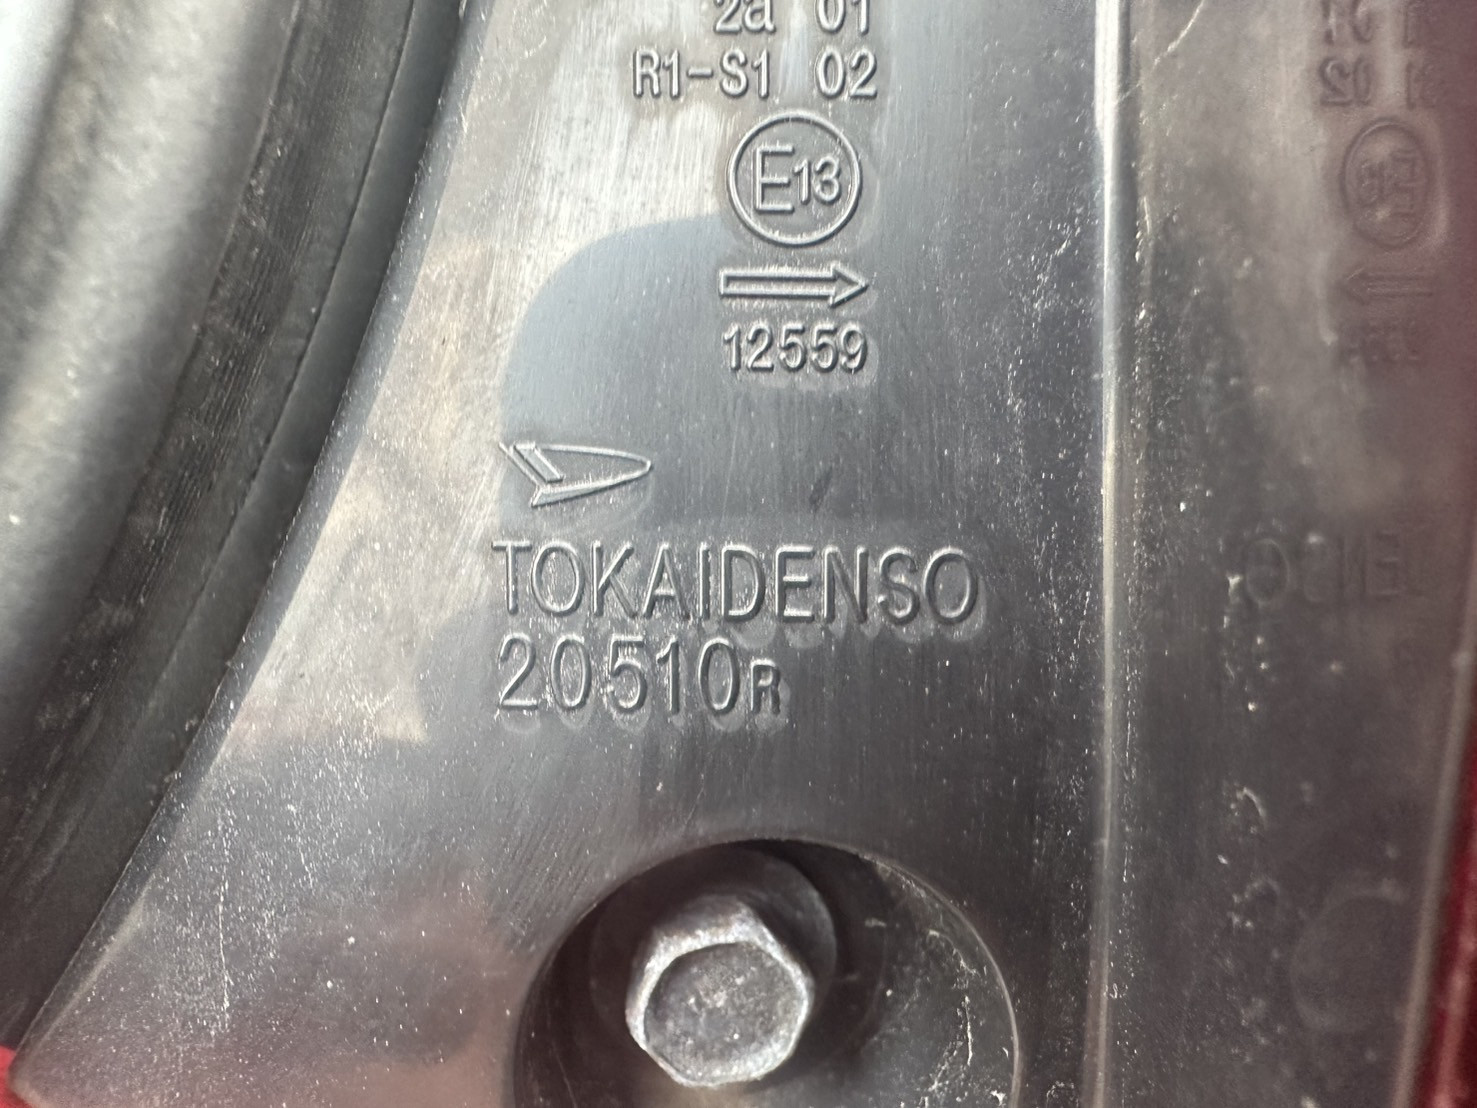 2a 01
R1-S1 02
E13
12559
TOKAIDENSO
20510R